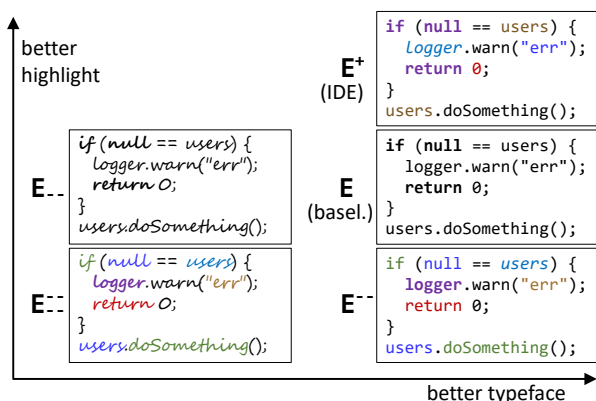 better
highlight
E⁺
(IDE)
if (null == users) {
logger.warn("err");
return 0;
}
users.doSomething();
E--
if (null == users) {
logger.warn("err");
return 0;
}
users.doSomething();
E
(basel.)
if (null == users) {
logger.warn("err");
return 0;
}
users.doSomething();
E--
--
if (null == users) {
logger.warn("err");
return 0;
}
users.doSomething();
E--
if (null == users) {
logger.warn("err");
return 0;
}
users.doSomething();
better typeface